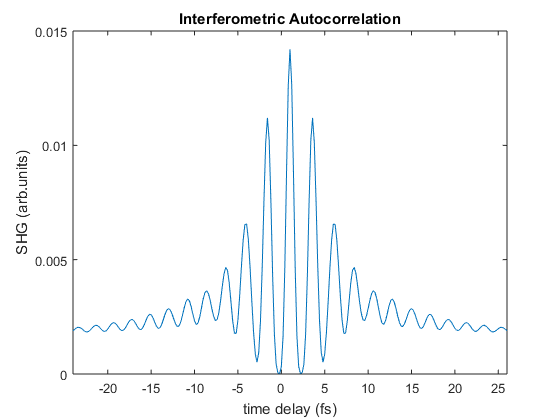 Interferometric Autocorrelation
SHG (arb.units)
0.015
0.01
0.005
0
-20 -15 -10 -5 0 5 10 15 20 25
time delay (fs)